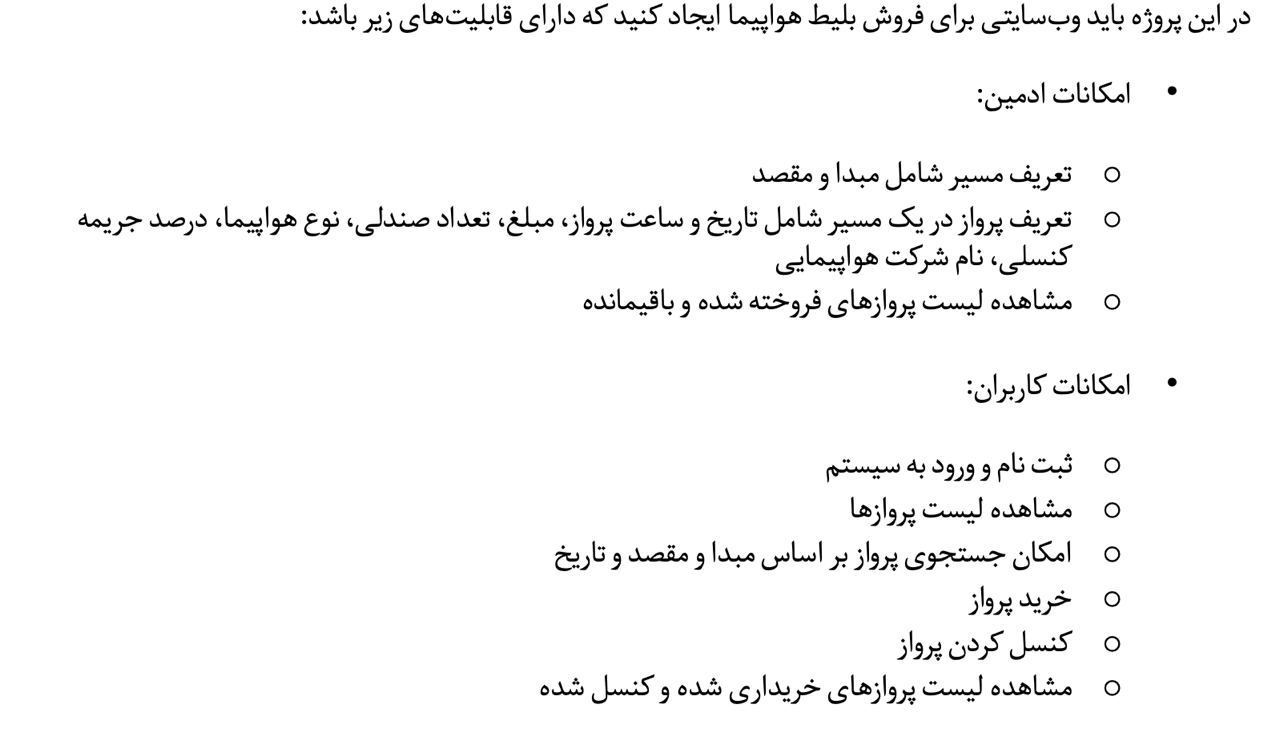 در این پروژه باید وب‌سایتی برای فروش بلیط هواپیما ایجاد کنید که دارای قابلیت‌های زیر باشد:
• امکانات ادمین:
○ تعریف مسیر شامل مبدا و مقصد
○ تعریف پرواز در یک مسیر شامل تاریخ و ساعت پرواز، مبلغ، تعداد صندلی، نوع هواپیما، درصد جریمه
کنسلی، نام شرکت هواپیمایی
○ مشاهده لیست پروازهای فروخته شده و باقیمانده
• امکانات کاربران:
○ ثبت نام و ورود به سیستم
○ مشاهده لیست پروازها
○ امکان جستجوی پرواز بر اساس مبدا و مقصد و تاریخ
○ خرید پرواز
○ کنسل کردن پرواز
○ مشاهده لیست پروازهای خریداری شده و کنسل شده